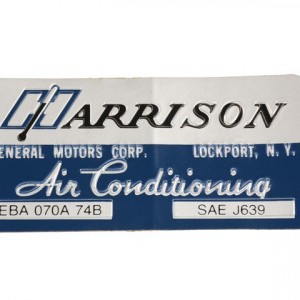 HARRISON
GENERAL MOTORS CORP. LOCKPORT, N.Y.
Air Conditioning
EBA 070A 74B SAE J639